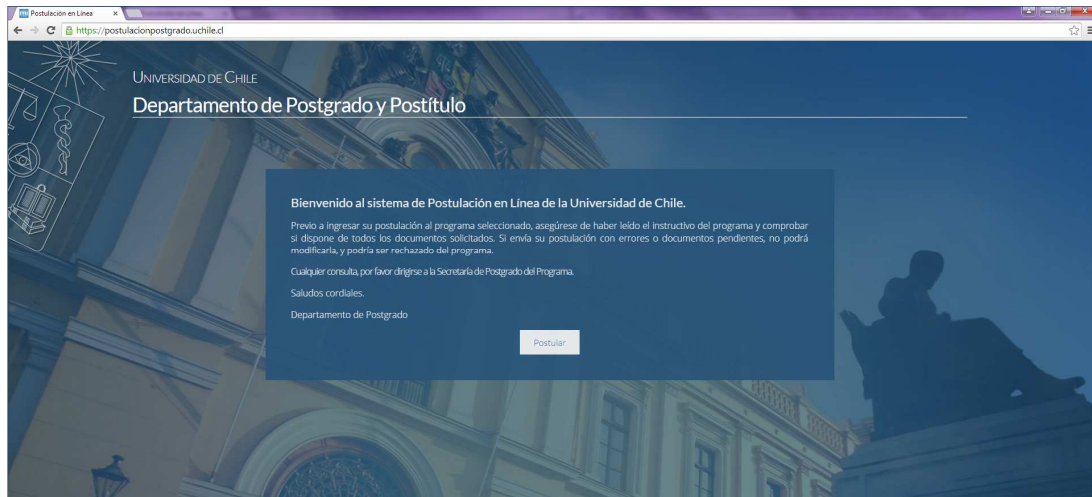 Postulación en Línea
https://postulacionpostgrado.uchile.cl
UNIVERSIDAD DE CHILE
Departamento de Postgrado y Postítulo
Bienvenido al sistema de Postulación en Línea de la Universidad de Chile.
Previo a ingresar su postulación al programa seleccionado, asegúrese de haber leído el instructivo del programa y comprobar
si dispone de todos los documentos solicitados. Si envía su postulación con errores o documentos pendientes, no podrá
modificarla, y podría ser rechazado del programa.
Cualquier consulta, por favor dirigirse a la Secretaría de Postgrado del Programa.
Saludos cordiales.
Departamento de Postgrado
Postular